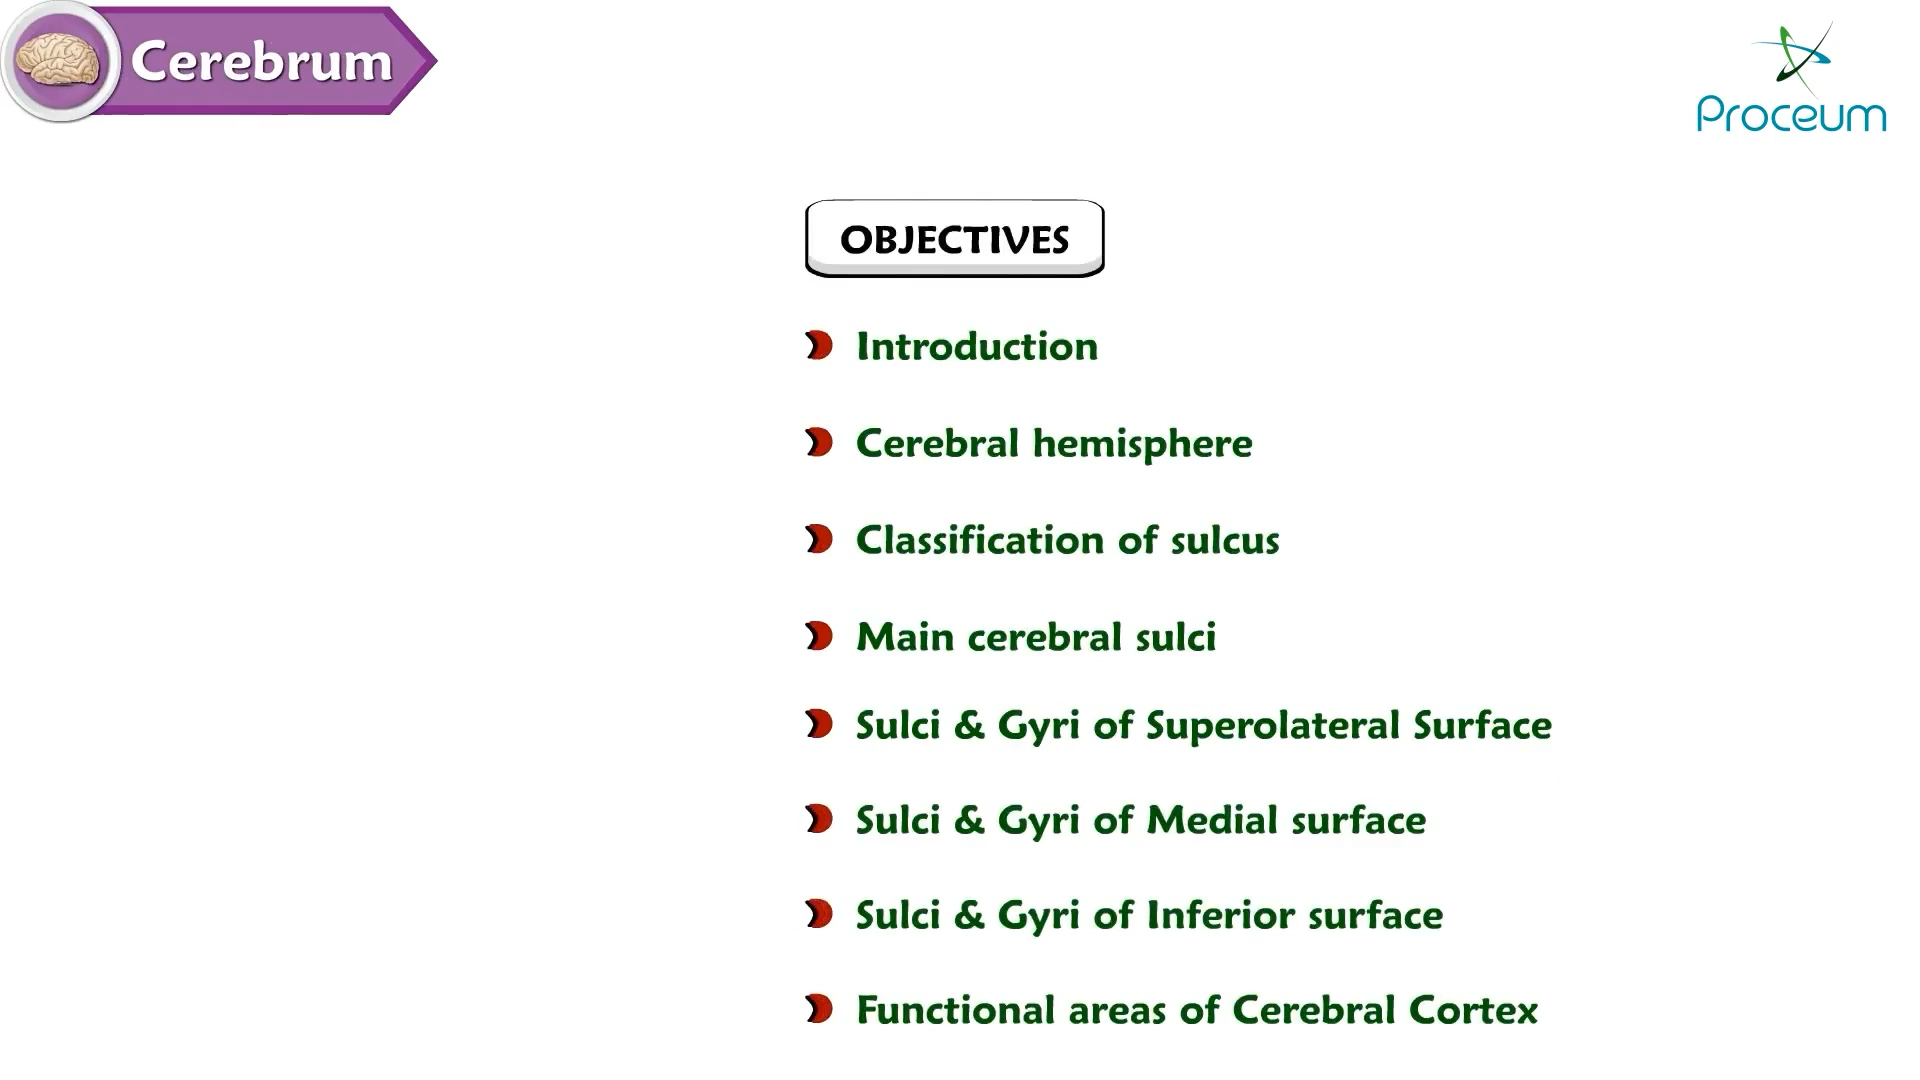 Cerebrum
Proceum
OBJECTIVES
Introduction
Cerebral hemisphere
Classification of sulcus
Main cerebral sulci
Sulci & Gyri of Superolateral Surface
Sulci & Gyri of Medial surface
Sulci & Gyri of Inferior surface
Functional areas of Cerebral Cortex